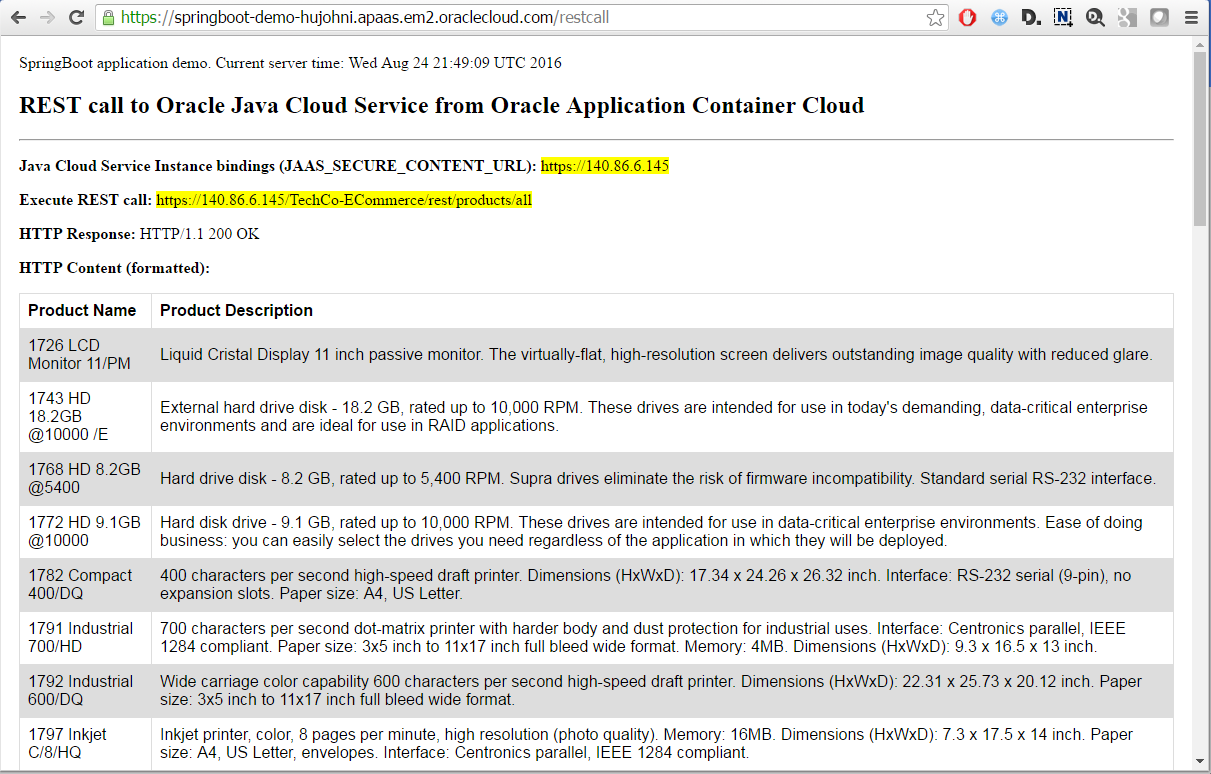 https://springboot-demo-hujohni.apaas.em2.oraclecloud.com/restcall
SpringBoot application demo. Current server time: Wed Aug 24 21:49:09 UTC 2016
REST call to Oracle Java Cloud Service from Oracle Application Container Cloud
Java Cloud Service Instance bindings (JAAS_SECURE_CONTENT_URL): https://140.86.6.145
Execute REST call: https://140.86.6.145/TechCo-ECommerce/rest/products/all
HTTP Response: HTTP/1.1 200 OK
HTTP Content (formatted):
Product Name Product Description
1726 LCD
Monitor 11/PM
Liquid Cristal Display 11 inch passive monitor. The virtually-flat, high-resolution screen delivers outstanding image quality with reduced glare.
1743 HD
18.2GB
@10000 /E
External hard drive disk - 18.2 GB, rated up to 10,000 RPM. These drives are intended for use in today's demanding, data-critical enterprise
environments and are ideal for use in RAID applications.
1768 HD 8.2GB
@5400
Hard drive disk - 8.2 GB, rated up to 5,400 RPM. Supra drives eliminate the risk of firmware incompatibility. Standard serial RS-232 interface.
1772 HD 9.1GB
@10000
Hard disk drive - 9.1 GB, rated up to 10,000 RPM. These drives are intended for use in data-critical enterprise environments. Ease of doing
business: you can easily select the drives you need regardless of the application in which they will be deployed.
1782 Compact
400/DQ
400 characters per second high-speed draft printer. Dimensions (HxWxD): 17.34 x 24.26 x 26.32 inch. Interface: RS-232 serial (9-pin), no
expansion slots. Paper size: A4, US Letter.
1791 Industrial
700/HD
700 characters per second dot-matrix printer with harder body and dust protection for industrial uses. Interface: Centronics parallel, IEEE
1284 compliant. Paper size: 3x5 inch to 11x17 inch full bleed wide format. Memory: 4MB. Dimensions (HxWxD): 9.3 x 16.5 x 13 inch.
1792 Industrial
600/DQ
Wide carriage color capability 600 characters per second high-speed draft printer. Dimensions (HxWxD): 22.31 x 25.73 x 20.12 inch. Paper
size: 3x5 inch to 11x17 inch full bleed wide format.
1797 Inkjet
C/8/HQ
Inkjet printer, color, 8 pages per minute, high resolution (photo quality). Memory: 16MB. Dimensions (HxWxD): 7.3 x 17.5 x 14 inch. Paper
size: A4, US Letter, envelopes. Interface: Centronics parallel, IEEE 1284 compliant.